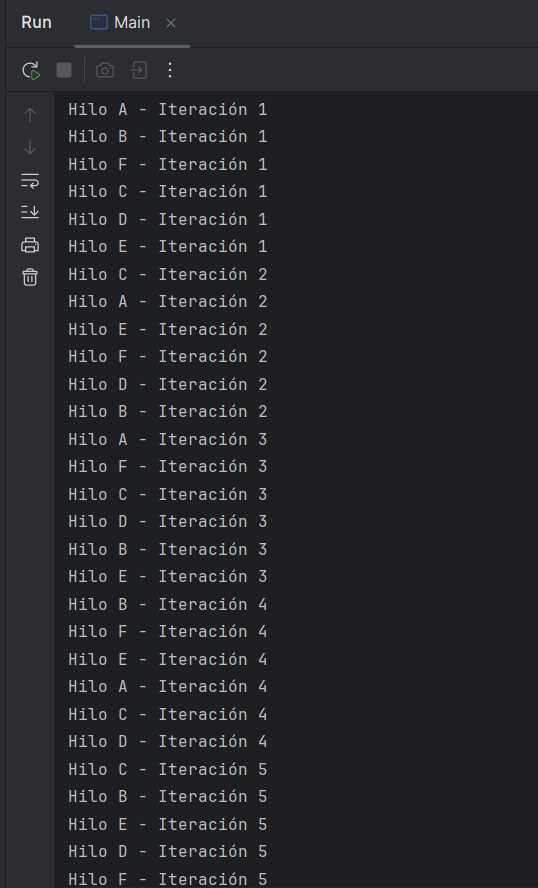 Run
Main
Hilo A - Iteración 1
Hilo B - Iteración 1
Hilo F - Iteración 1
Hilo C - Iteración 1
Hilo D - Iteración 1
Hilo E - Iteración 1
Hilo C - Iteración 2
Hilo A - Iteración 2
Hilo E - Iteración 2
Hilo F - Iteración 2
Hilo D - Iteración 2
Hilo B - Iteración 2
Hilo A - Iteración 3
Hilo F - Iteración 3
Hilo C - Iteración 3
Hilo D - Iteración 3
Hilo B - Iteración 3
Hilo E - Iteración 3
Hilo B - Iteración 4
Hilo F - Iteración 4
Hilo E - Iteración 4
Hilo A - Iteración 4
Hilo C - Iteración 4
Hilo D - Iteración 4
Hilo C - Iteración 5
Hilo B - Iteración 5
Hilo E - Iteración 5
Hilo D - Iteración 5
Hilo F - Iteración 5